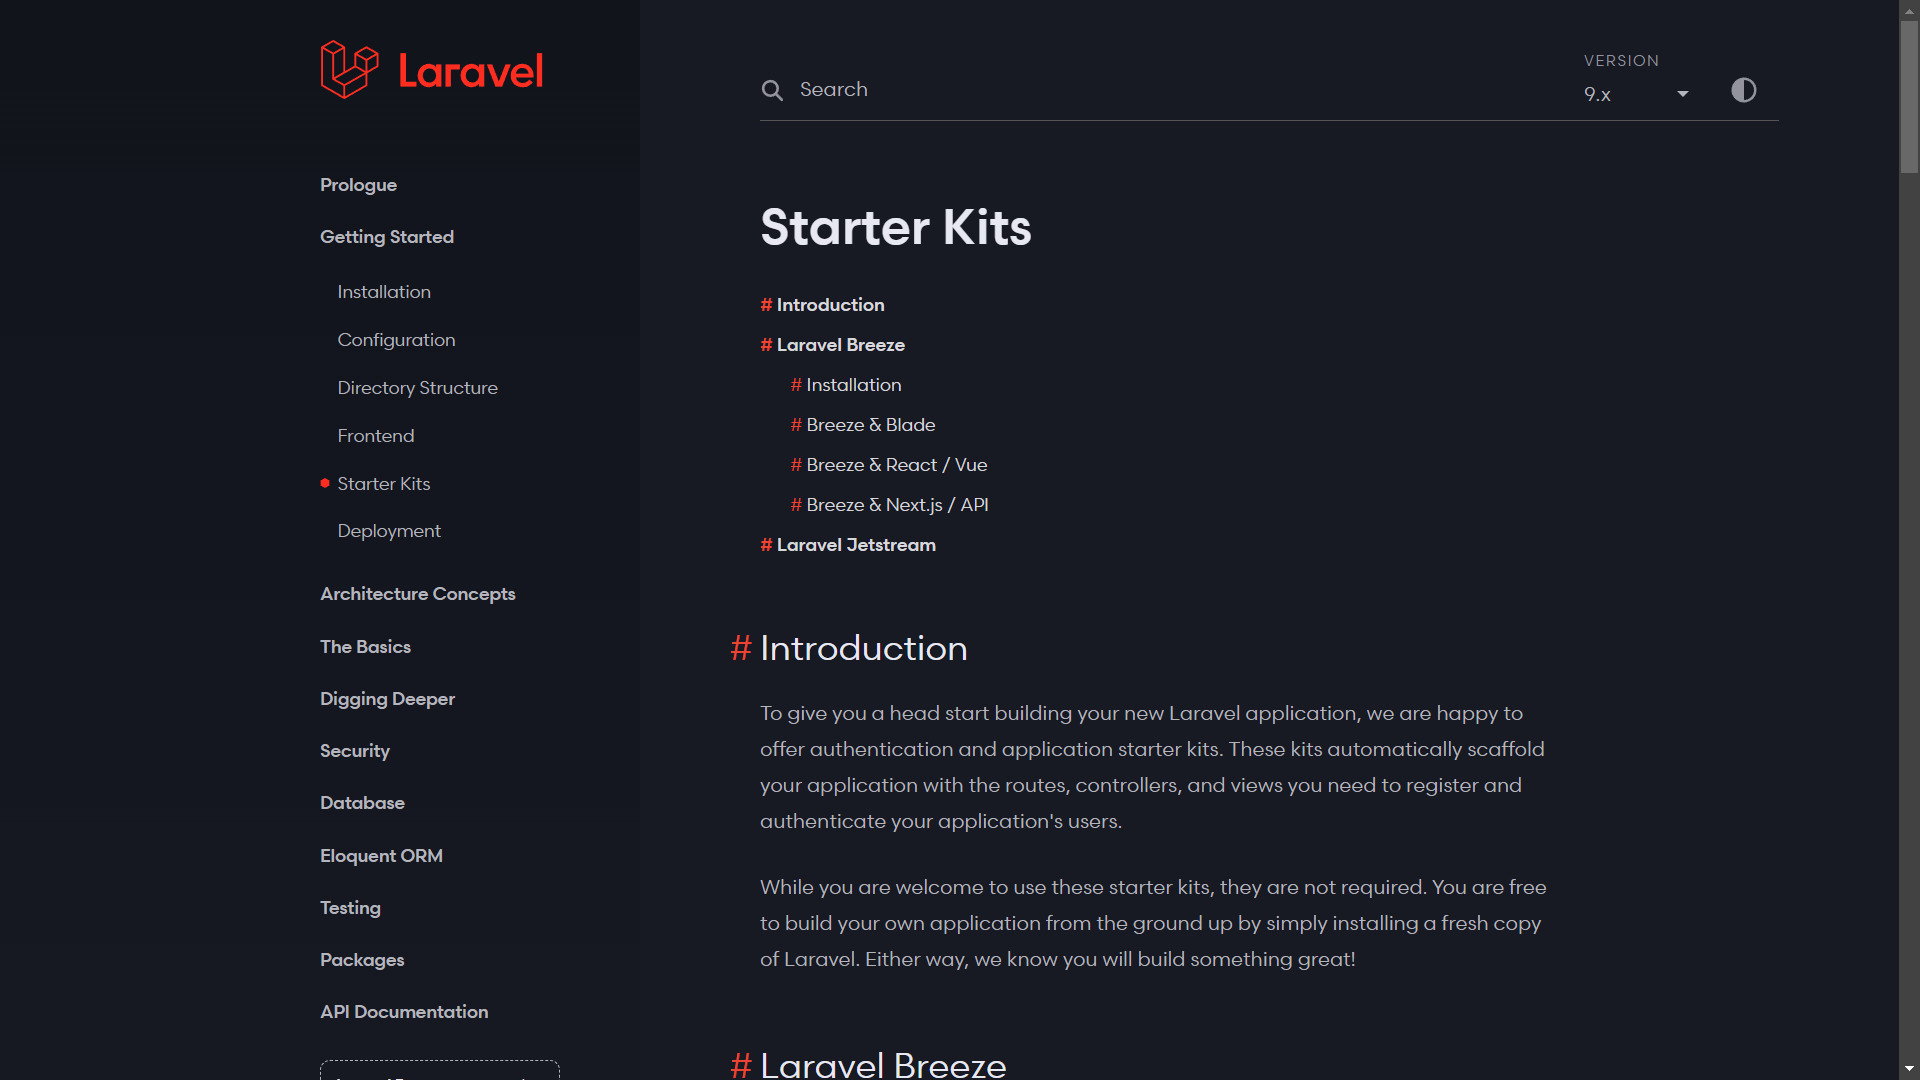 Laravel
Prologue
Getting Started
Installation
Configuration
Directory Structure
Frontend
Starter Kits
Deployment
Architecture Concepts
The Basics
Digging Deeper
Security
Database
Eloquent ORM
Testing
Packages
API Documentation
Search
VERSION
9.x
Starter Kits
# Introduction
# Laravel Breeze
# Installation
# Breeze & Blade
# Breeze & React / Vue
# Breeze & Next.js / API
# Laravel Jetstream
# Introduction
To give you a head start building your new Laravel application, we are happy to
offer authentication and application starter kits. These kits automatically scaffold
your application with the routes, controllers, and views you need to register and
authenticate your application's users.
While you are welcome to use these starter kits, they are not required. You are free
to build your own application from the ground up by simply installing a fresh copy
of Laravel. Either way, we know you will build something great!
# Laravel Breeze